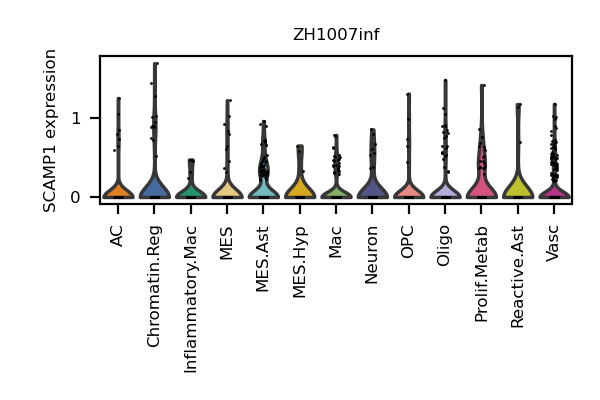 ZH1007inf
SCAMP1 expression
1
0
AC
Chromatin.Reg
Inflammatory.Mac
MES
MES.Ast
MES.Hyp
Mac
Neuron
OPC
Oligo
Prolif.Metab
Reactive.Ast
Vasc